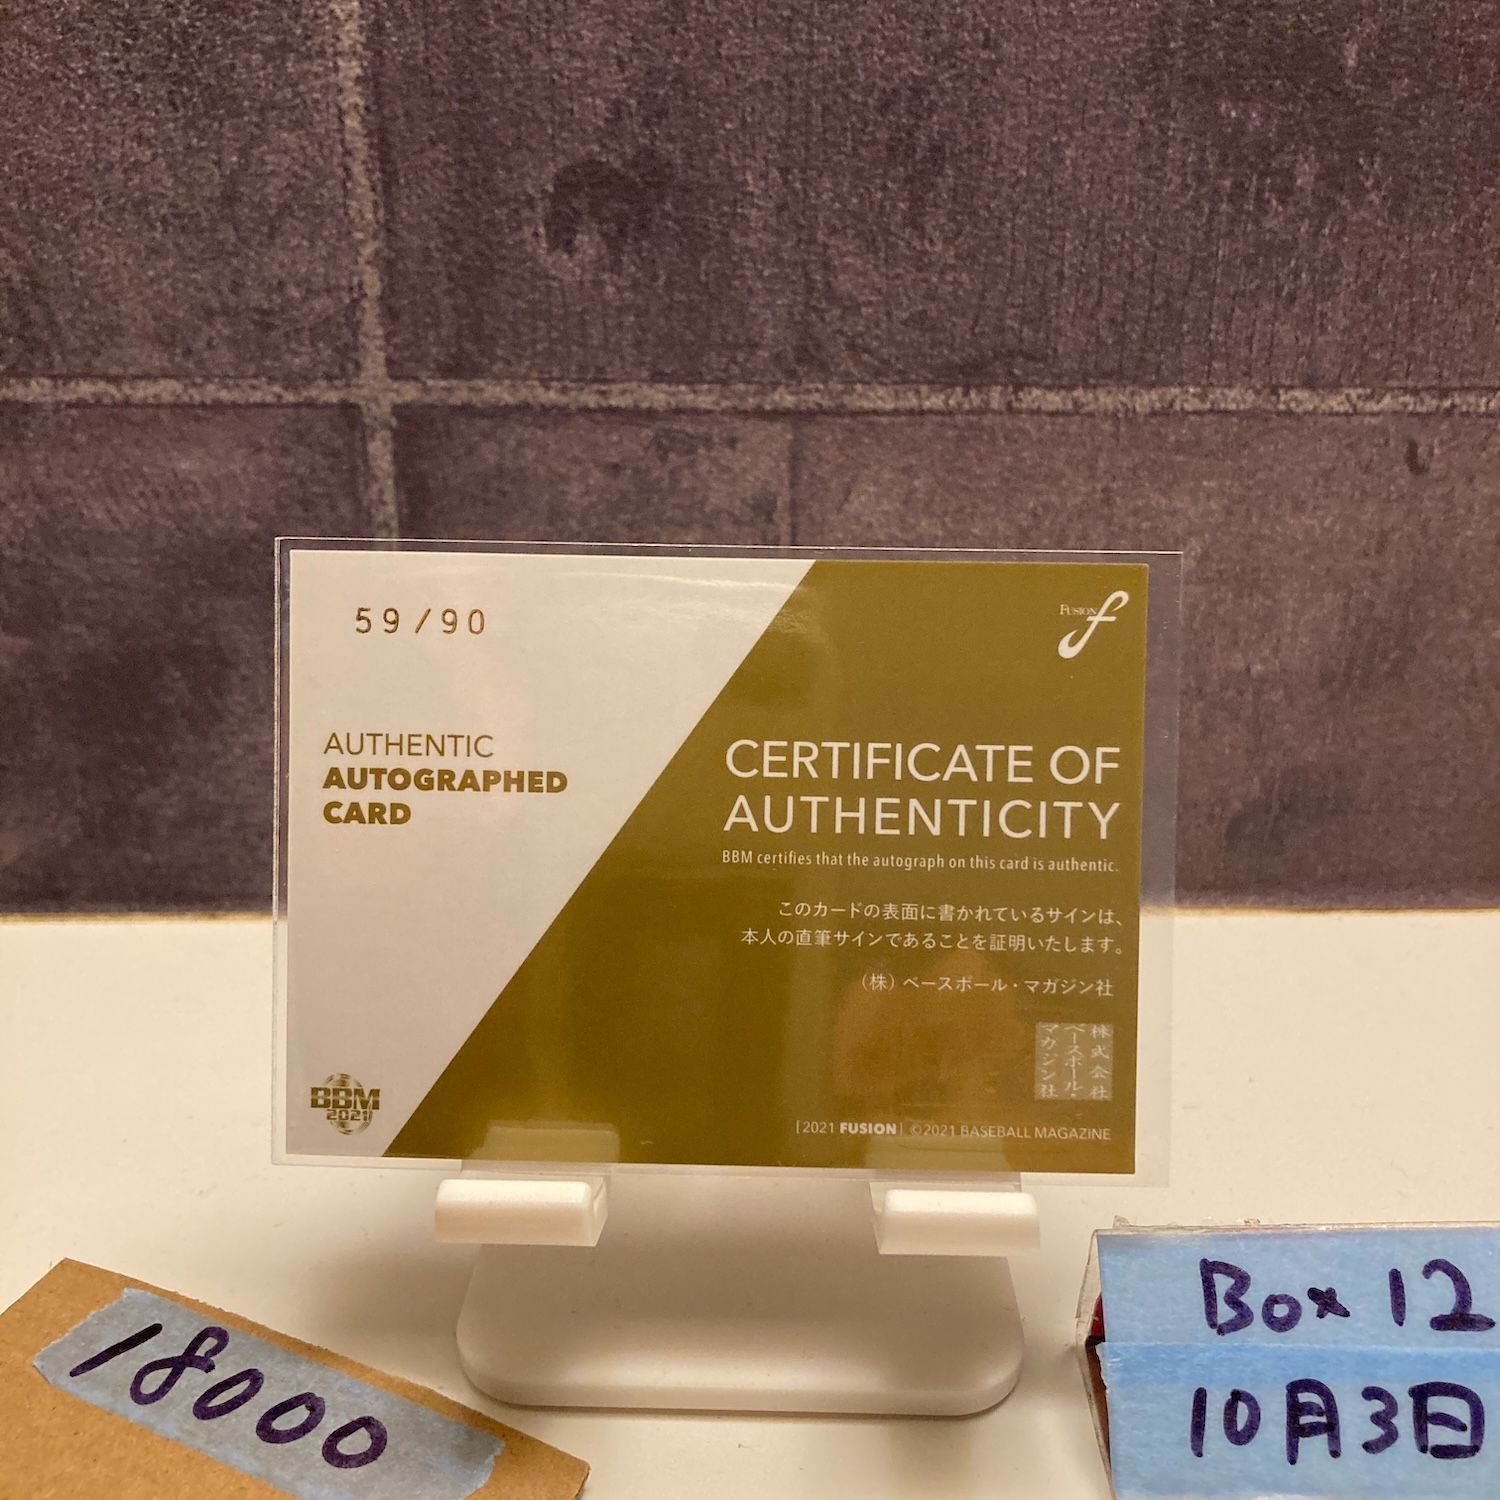 59/90
FUSION f
AUTHENTIC
AUTOGRAPHED
CARD
CERTIFICATE OF
AUTHENTICITY
BBM certifies that the autograph on this card is authentic.
このカードの表面に書かれているサインは、
本人の直筆サインであることを証明いたします。
（株）ベースボール・マガジン社
株式会社
ベースボール・
マガジン社
BBM
2021
[2021 FUSION] ©2021 BASEBALL MAGAZINE
18000
Box 12
10月3日